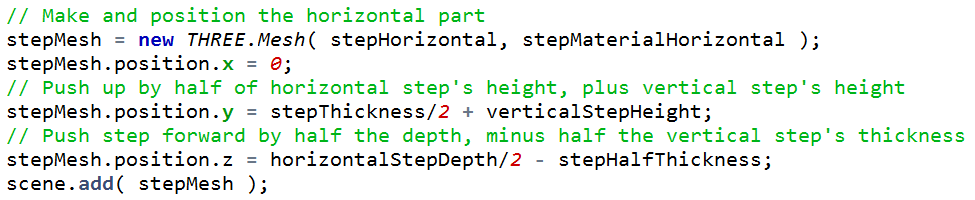 // Make and position the horizontal part
stepMesh = new THREE.Mesh( stepHorizontal, stepMaterialHorizontal );
stepMesh.position.x = 0;
// Push up by half of horizontal step's height, plus vertical step's height
stepMesh.position.y = stepThickness/2 + verticalStepHeight;
// Push step forward by half the depth, minus half the vertical step's thickness
stepMesh.position.z = horizontalStepDepth/2 - stepHalfThickness;
scene.add( stepMesh );